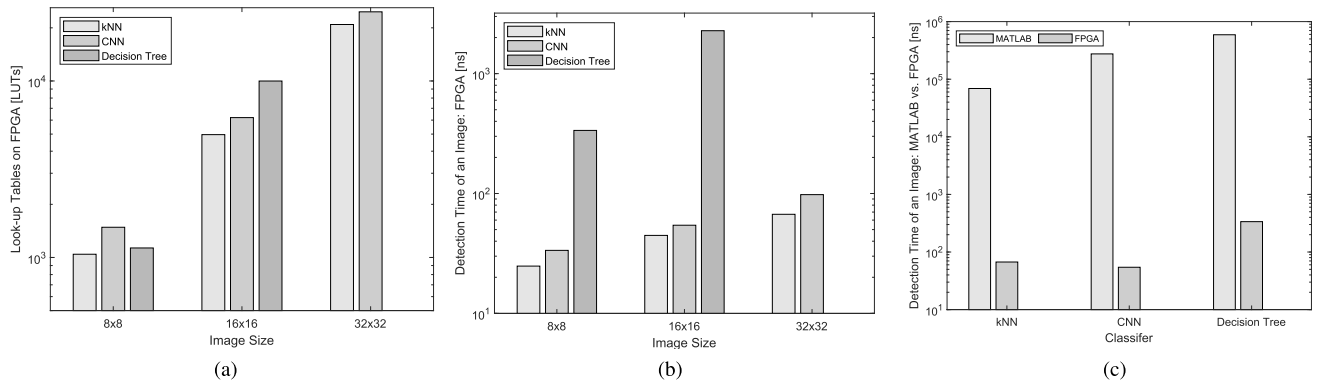 Look-up Tables on FPGA [LUTs]
10^4
10^3
kNN
CNN
Decision Tree
8x8
16x16
32x32
Image Size
(a)
Detection Time of an Image: FPGA [ns]
10^3
10^2
10^1
kNN
CNN
Decision Tree
8x8
16x16
32x32
Image Size
(b)
Detection Time of an Image: MATLAB vs. FPGA [ns]
10^6
10^5
10^4
10^3
10^2
10^1
MATLAB
FPGA
kNN
CNN
Decision Tree
Classifer
(c)